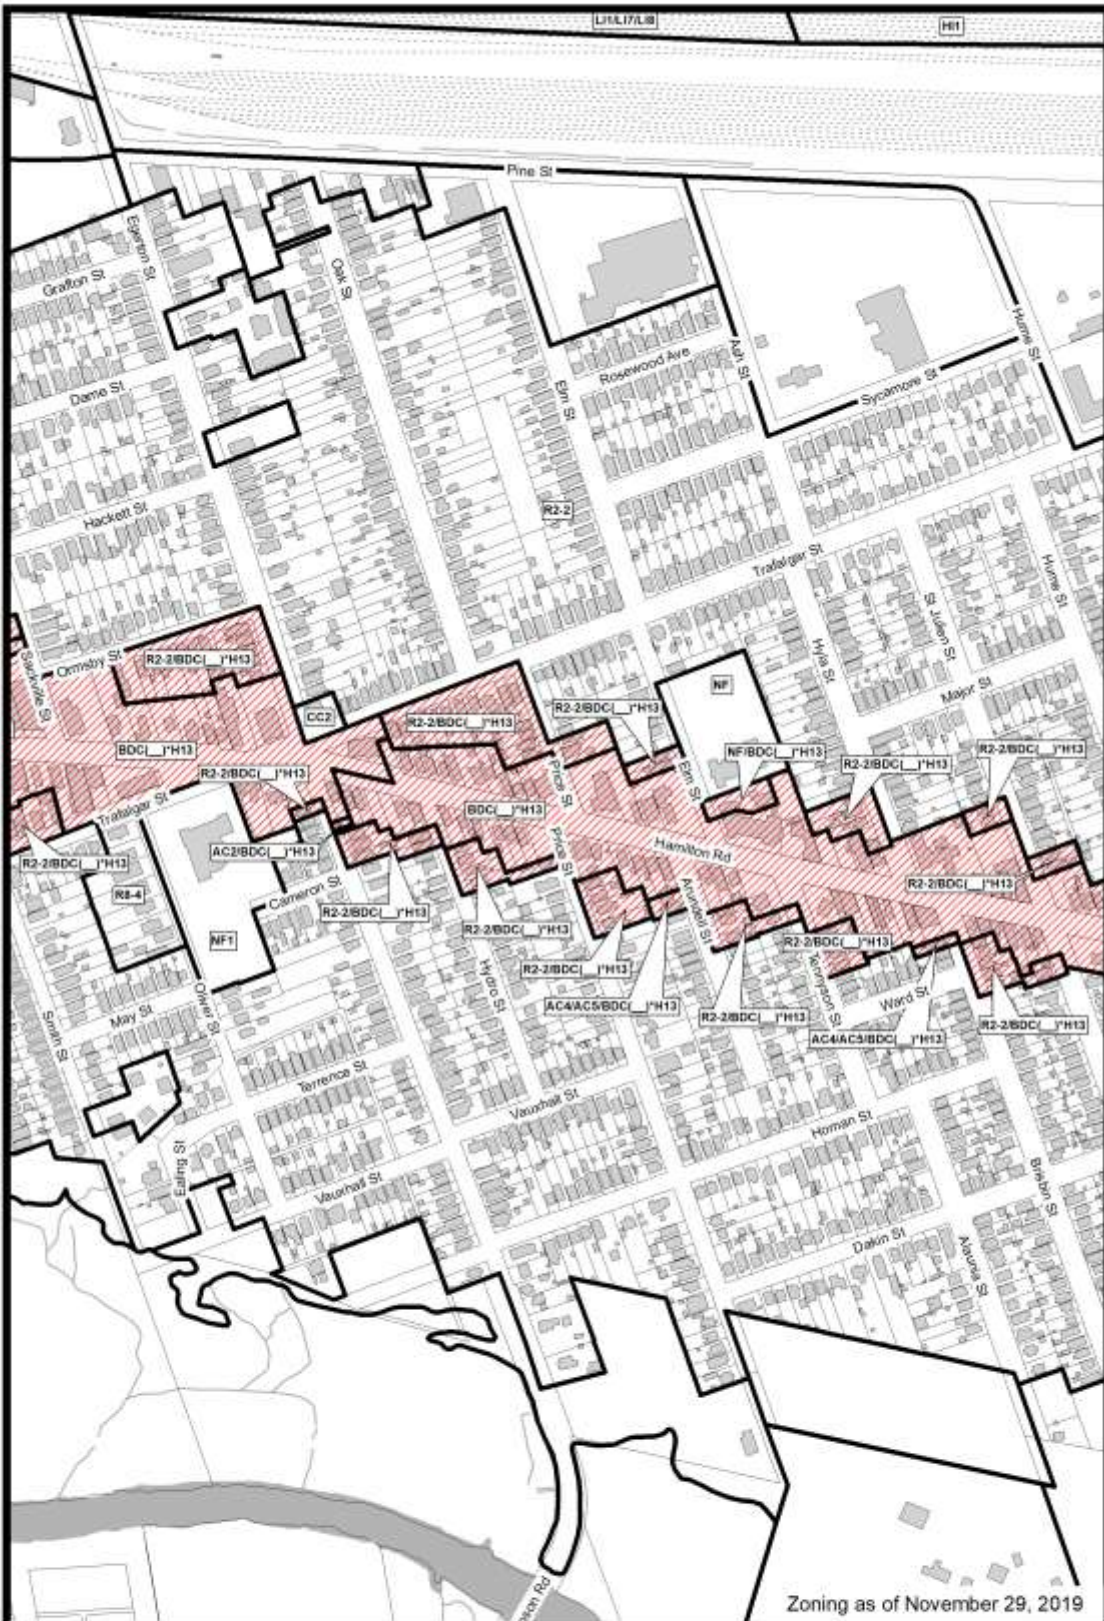 LI1/LI7/LI8
HI1
Pine St
Egerton St
Grafton St
Oak St
Hume St
Rosewood Ave
Ash St
Dame St
Elm St
Sycamore St
Hackett St
R2-2
Trafalgar St
St Julien St
Hume St
Hyla St
Ormsby St
R2-2/BDC(__)*H13
Sackville St
Major St
NF
CC2
R2-2/BDC(__)*H13
R2-2/BDC(__)*H13
BDC(__)*H13
NF/BDC(__)*H13
R2-2/BDC(__)*H13
R2-2/BDC(__)*H13
R2-2/BDC(__)*H13
Price St
Elm St
Trafalgar St
BDC(__)*H13
Price St
Hamilton Rd
R2-2/BDC(__)*H13
AC2/BDC(__)*H13
R8-4
Cameron St
R2-2/BDC(__)*H13
Arundell St
R2-2/BDC(__)*H13
NF1
R2-2/BDC(__)*H13
R2-2/BDC(__)*H13
R2-2/BDC(__)*H13
Tennyson St
Hydro St
AC4/AC5/BDC(__)*H13
R2-2/BDC(__)*H13
Ward St
AC4/AC5/BDC(__)*H13
R2-2/BDC(__)*H13
May St
Oliver St
Smith St
Terrence St
Vauxhall St
Homan St
Ealing St
Vauxhall St
Brisbin St
Dakin St
Alaunia St
son Rd
Zoning as of November 29, 2019